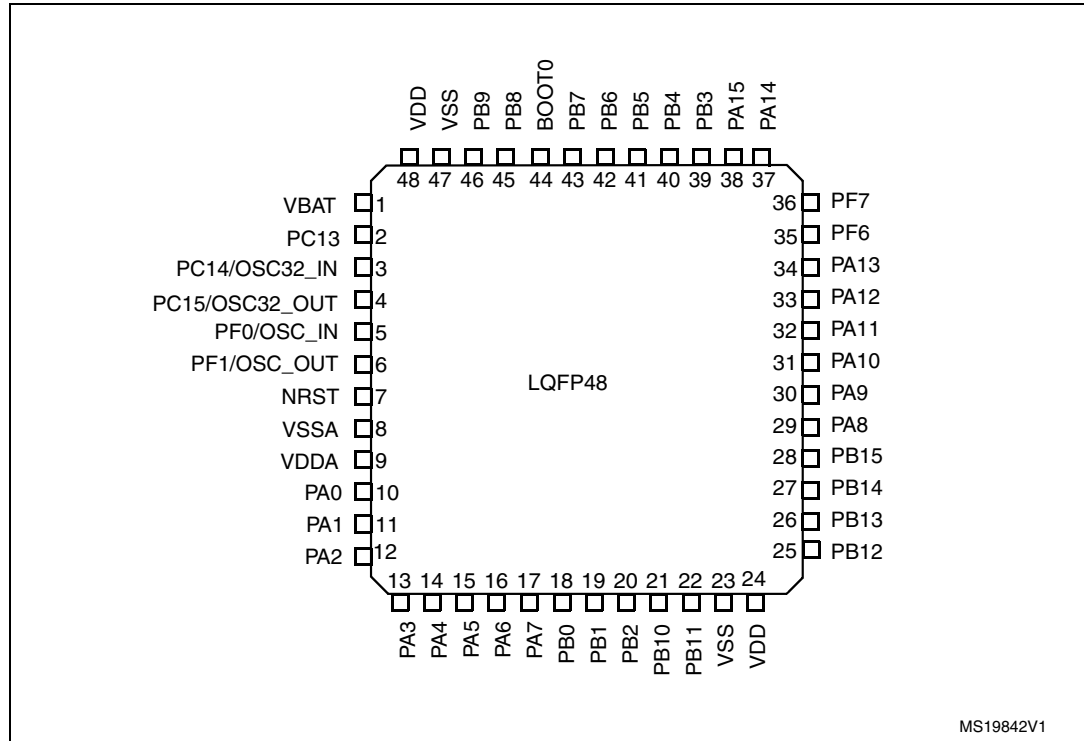 VDD VSS PB9 PB8 BOOT0 PB7 PB6 PB5 PB4 PB3 PA15 PA14
48 47 46 45 44 43 42 41 40 39 38 37
VBAT 1 36 PF7
PC13 2 35 PF6
PC14/OSC32_IN 3 34 PA13
PC15/OSC32_OUT 4 33 PA12
PF0/OSC_IN 5 32 PA11
PF1/OSC_OUT 6 31 PA10
LQFP48
NRST 7 30 PA9
VSSA 8 29 PA8
VDDA 9 28 PB15
PA0 10 27 PB14
PA1 11 26 PB13
PA2 12 25 PB12
13 14 15 16 17 18 19 20 21 22 23 24
PA3 PA4 PA5 PA6 PA7 PB0 PB1 PB2 PB10 PB11 VSS VDD
MS19842V1